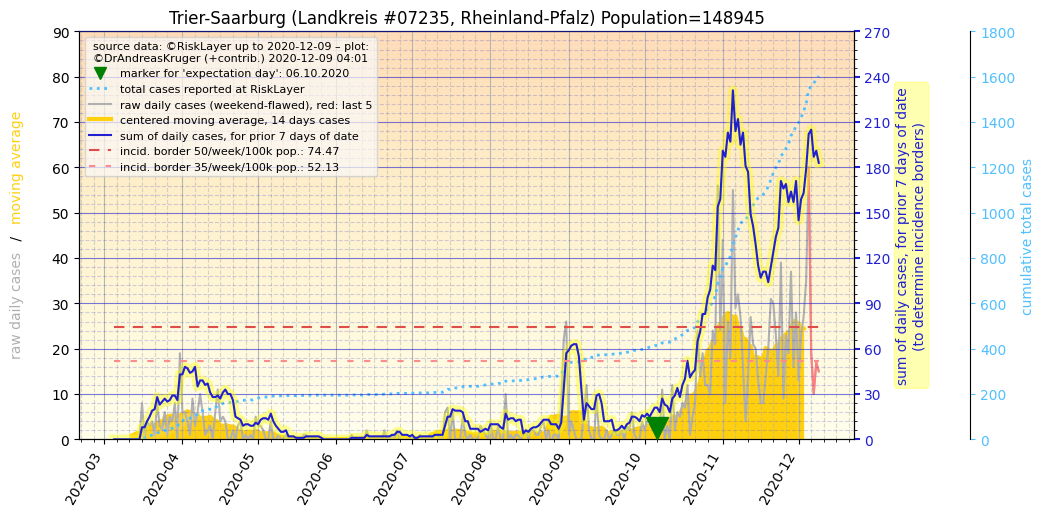 Trier-Saarburg (Landkreis #07235, Rheinland-Pfalz) Population=148945
source data: ©RiskLayer up to 2020-12-09 – plot:
©DrAndreasKruger (+contrib.) 2020-12-09 04:01
marker for 'expectation day': 06.10.2020
total cases reported at RiskLayer
raw daily cases (weekend-flawed), red: last 5
centered moving average, 14 days cases
sum of daily cases, for prior 7 days of date
incid. border 50/week/100k pop.: 74.47
incid. border 35/week/100k pop.: 52.13
raw daily cases / moving average
90
80
70
60
50
40
30
20
10
0
270
240
210
180
150
120
90
60
30
0
sum of daily cases, for prior 7 days of date
(to determine incidence borders)
1800
1600
1400
1200
1000
800
600
400
200
0
cumulative total cases
2020-03
2020-04
2020-05
2020-06
2020-07
2020-08
2020-09
2020-10
2020-11
2020-12